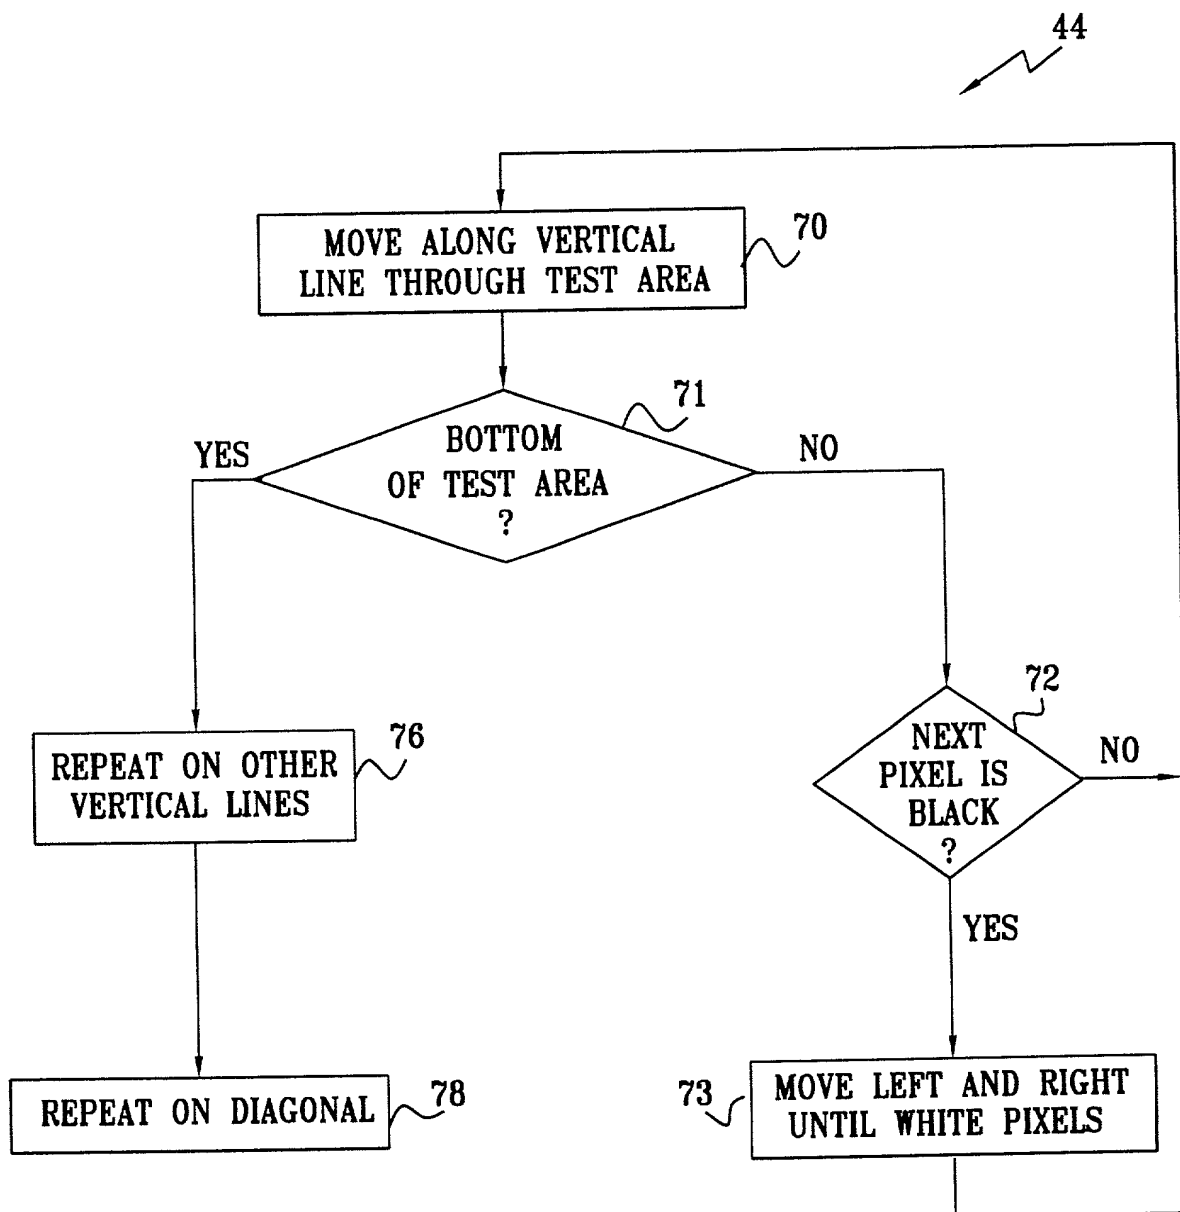 44
MOVE ALONG VERTICAL
LINE THROUGH TEST AREA
70
71
BOTTOM
OF TEST AREA
?
YES
NO
72
NEXT
PIXEL IS
BLACK
?
NO
YES
76
REPEAT ON OTHER
VERTICAL LINES
78
REPEAT ON DIAGONAL
73
MOVE LEFT AND RIGHT
UNTIL WHITE PIXELS